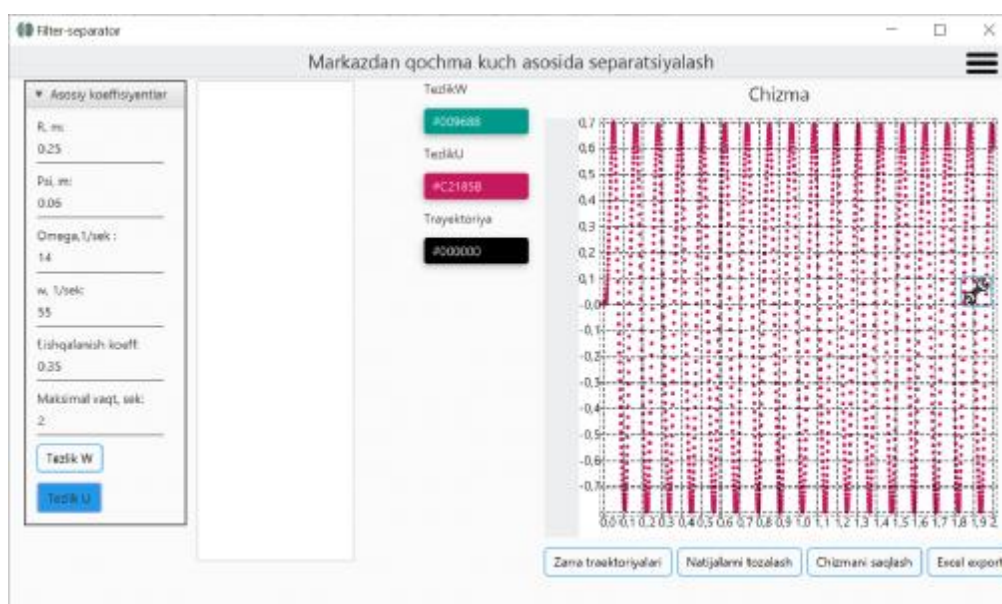 Filter-separator
Markazdan qochma kuch asosida separatsiyalash
Asosiy koeffisiyentlar
R, m:
0.25
Psi, m:
0.06
Omega,1/sek :
14
w, 1/sek:
55
f.ishqalanish koeff:
0.35
Maksimal vaqt, sek:
2
Tezlik W
Tezlik U
TezlikW
#009688
TezlikU
#C2185B
Trayektoriya
#000000
Chizma
0,7
0,6
0,5
0,4
0,3
0,2
0,1
-0,0
-0,1
-0,2
-0,3
-0,4
-0,5
-0,6
-0,7
0,0 0,1 0,2 0,3 0,4 0,5 0,6 0,7 0,8 0,9 1,0 1,1 1,2 1,3 1,4 1,5 1,6 1,7 1,8 1,9 2,
Zarra traektoriyalari Natijalarni tozalash Chizmani saqlash Excel export